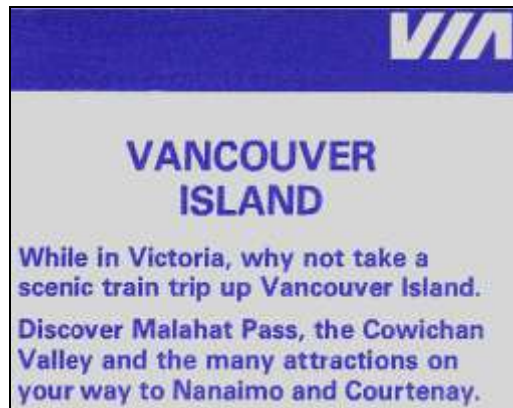 VIA
VANCOUVER
ISLAND
While in Victoria, why not take a
scenic train trip up Vancouver Island.
Discover Malahat Pass, the Cowichan
Valley and the many attractions on
your way to Nanaimo and Courtenay.